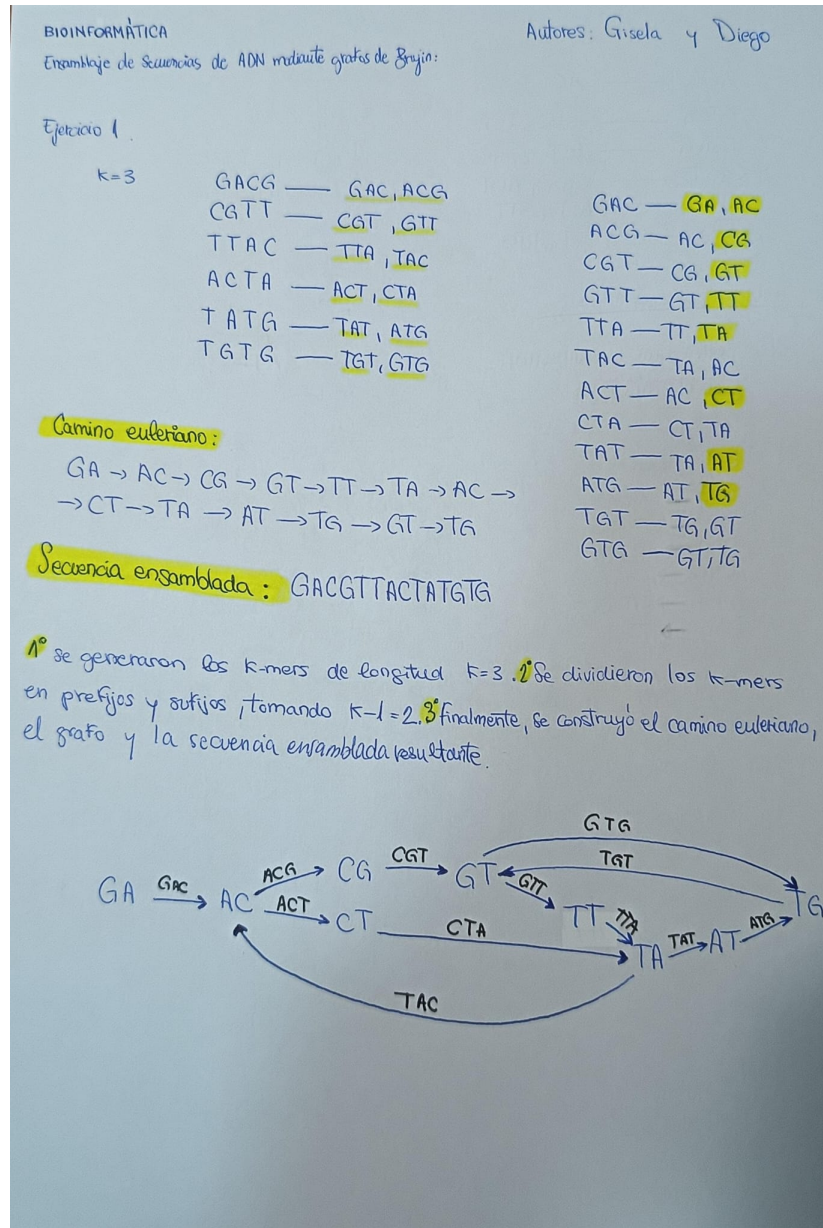 BIOINFORMÁTICA
Autores: Gisela y Diego
Ensamblaje de Secuencias de ADN mediante grafos de Brujin:
Ejercicio 1.
K=3
GACG — GAC, ACG
CGTT — CGT, GTT
TTAC — TTA, TAC
ACTA — ACT, CTA
TATG — TAT, ATG
TGTG — TGT, GTG
GAC — GA, AC
ACG — AC, CG
CGT — CG, GT
GTT — GT, TT
TTA — TT, TA
TAC — TA, AC
ACT — AC, CT
CTA — CT, TA
TAT — TA, AT
ATG — AT, TG
TGT — TG, GT
GTG — GT, TG
Camino euleriano:
GA → AC → CG → GT → TT → TA → AC →
→ CT → TA → AT → TG → GT → TG
Secuencia ensamblada: GACGTTACTATGTG
1º se generaron los k-mers de longitud K=3. 2º Se dividieron los k-mers
en prefijos y sufijos, tomando K-1=2. 3º finalmente, se construyó el camino euleriano,
el grafo y la secuencia ensamblada resultante.
GTG
TGT
GA GAC AC ACG CG CGT GT GTT TT TTA TA TAT AT ATG TG
ACT CT CTA
TAC